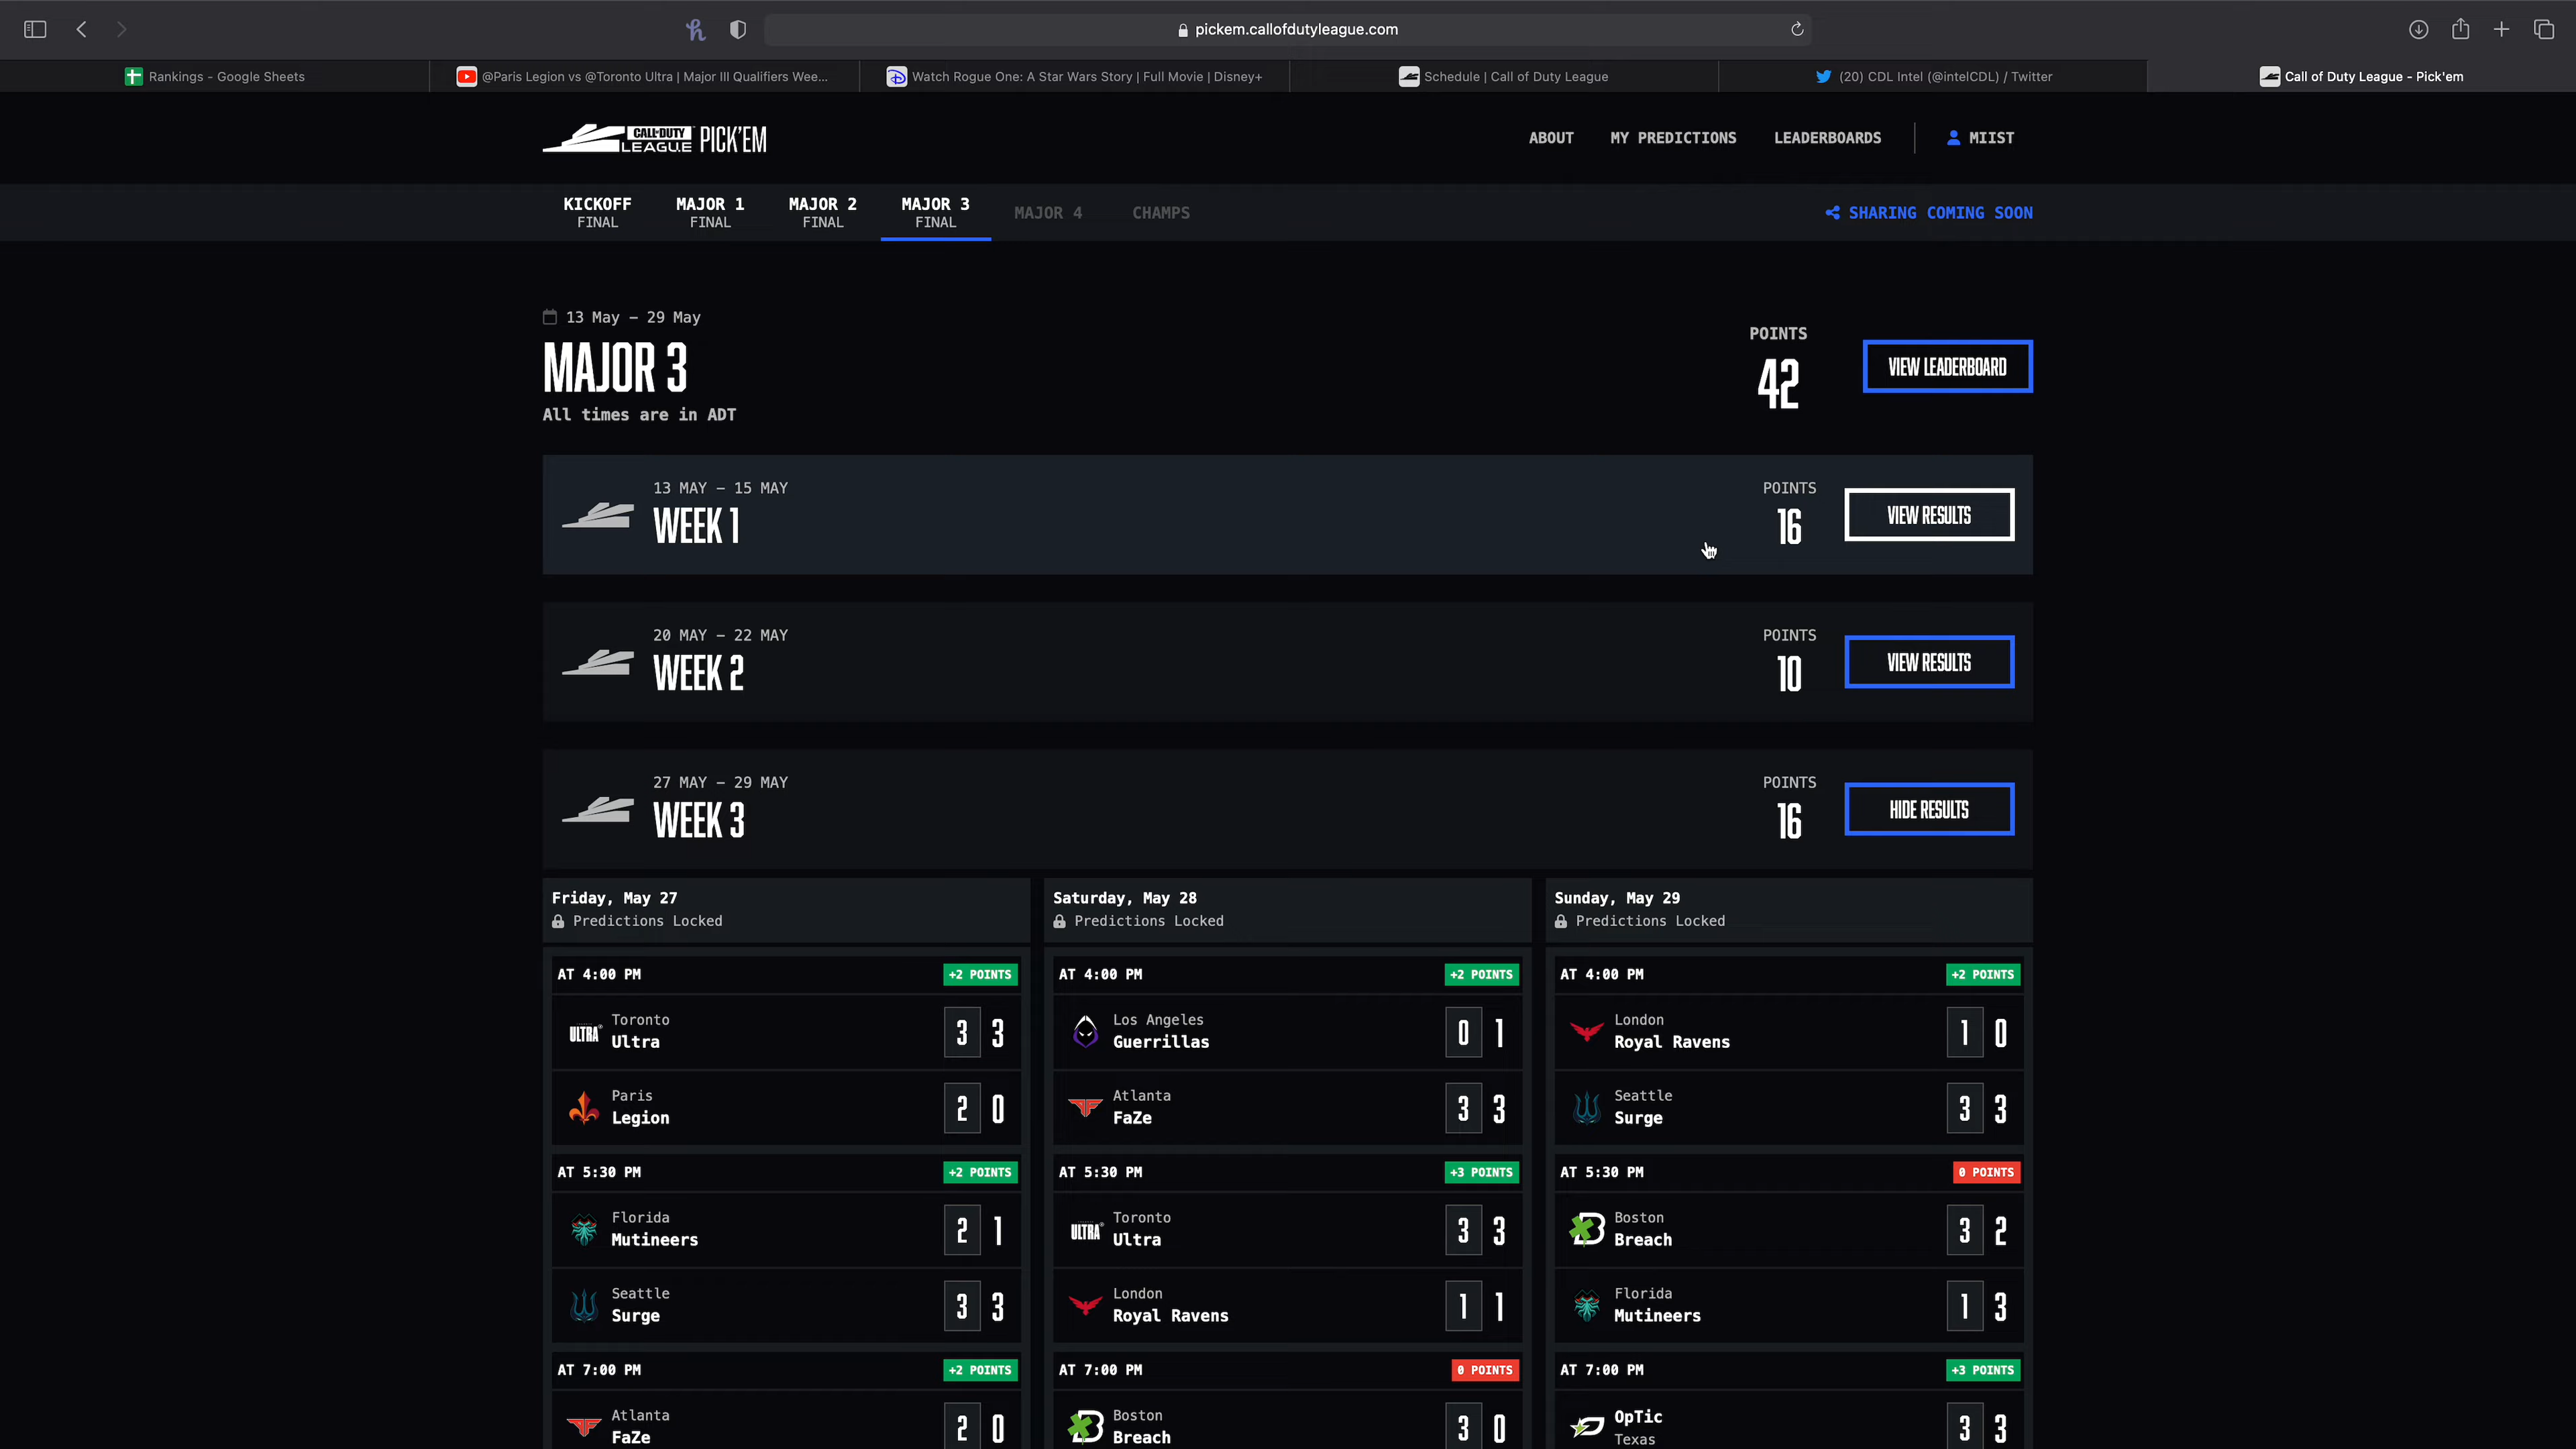 pickem.callofdutyleague.com
Rankings - Google Sheets
@Paris Legion vs @Toronto Ultra | Major III Qualifiers Wee...
Watch Rogue One: A Star Wars Story | Full Movie | Disney+
Schedule | Call of Duty League
(20) CDL Intel (@intelCDL) / Twitter
Call of Duty League - Pick'em
CALL OF DUTY LEAGUE PICK'EM
ABOUT
MY PREDICTIONS
LEADERBOARDS
MIIST
KICKOFF
FINAL
MAJOR 1
FINAL
MAJOR 2
FINAL
MAJOR 3
FINAL
MAJOR 4
CHAMPS
SHARING COMING SOON
13 May – 29 May
MAJOR 3
All times are in ADT
POINTS
42
VIEW LEADERBOARD
13 MAY – 15 MAY
WEEK 1
POINTS
16
VIEW RESULTS
20 MAY – 22 MAY
WEEK 2
POINTS
10
VIEW RESULTS
27 MAY – 29 MAY
WEEK 3
POINTS
16
HIDE RESULTS
Friday, May 27
Predictions Locked
AT 4:00 PM +2 POINTS
ULTRA
Toronto
Ultra
3 3
Paris
Legion
2 0
AT 5:30 PM +2 POINTS
Florida
Mutineers
2 1
Seattle
Surge
3 3
AT 7:00 PM +2 POINTS
Atlanta
FaZe
2 0
Saturday, May 28
Predictions Locked
AT 4:00 PM +2 POINTS
Los Angeles
Guerrillas
0 1
Atlanta
FaZe
3 3
AT 5:30 PM +3 POINTS
ULTRA
Toronto
Ultra
3 3
London
Royal Ravens
1 1
AT 7:00 PM 0 POINTS
Boston
Breach
3 0
Sunday, May 29
Predictions Locked
AT 4:00 PM +2 POINTS
London
Royal Ravens
1 0
Seattle
Surge
3 3
AT 5:30 PM 0 POINTS
Boston
Breach
3 2
Florida
Mutineers
1 3
AT 7:00 PM +3 POINTS
OpTic
Texas
3 3